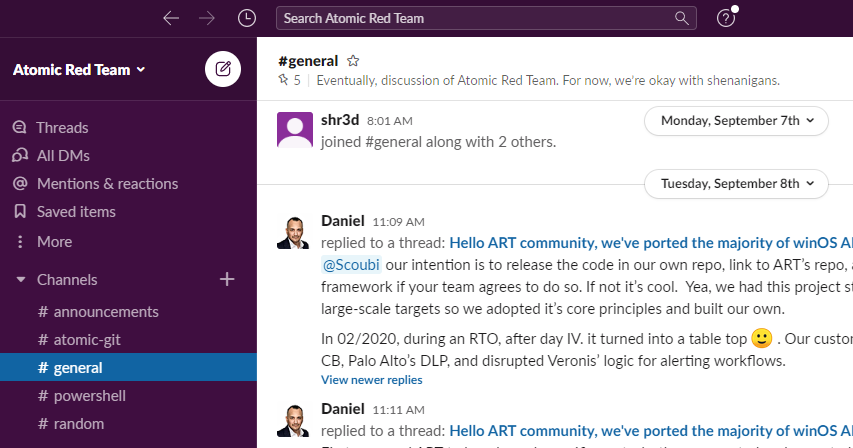 Search Atomic Red Team
Atomic Red Team
#general
5 | Eventually, discussion of Atomic Red Team. For now, we're okay with shenanigans.
Threads
All DMs
@ Mentions & reactions
Saved items
More
Channels +
# announcements
# atomic-git
# general
# powershell
# random
shr3d 8:01 AM
Monday, September 7th
joined #general along with 2 others.
Tuesday, September 8th
Daniel 11:09 AM
replied to a thread: Hello ART community, we've ported the majority of winOS
@Scoubi our intention is to release the code in our own repo, link to ART's repo,
framework if your team agrees to do so. If not it's cool. Yea, we had this project
large-scale targets so we adopted it's core principles and built our own.
In 02/2020, during an RTO, after day IV. it turned into a table top 🙂 . Our
CB, Palo Alto's DLP, and disrupted Veronis' logic for alerting workflows.
View newer replies
Daniel 11:11 AM
replied to a thread: Hello ART community, we've ported the majority of winOS